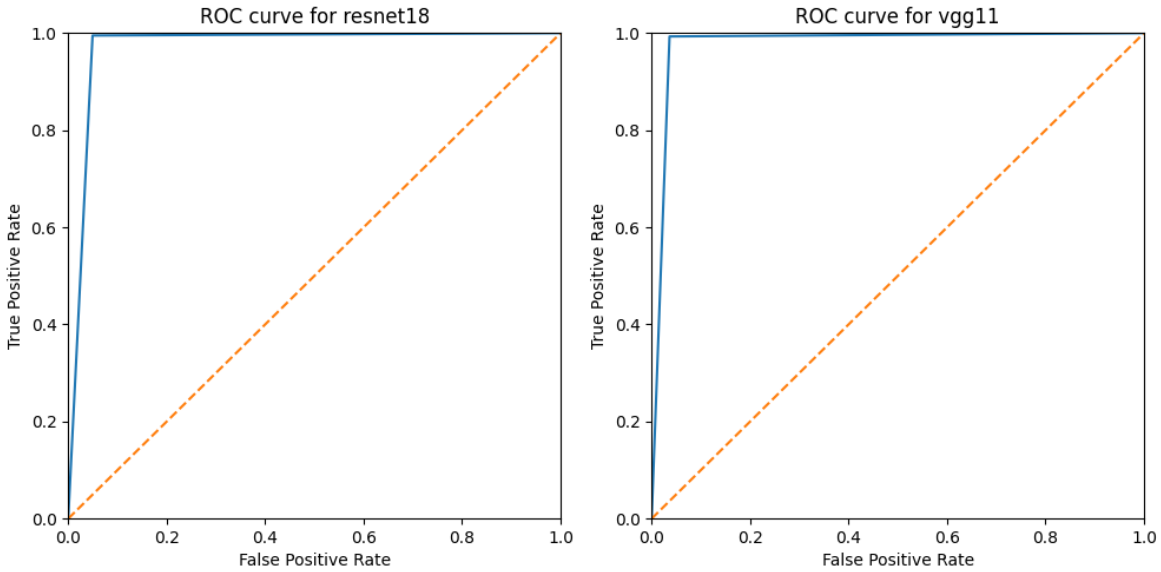 ROC curve for resnet18
1.0
0.8
0.6
0.4
0.2
0.0
True Positive Rate
0.0 0.2 0.4 0.6 0.8 1.0
False Positive Rate
ROC curve for vgg11
1.0
0.8
0.6
0.4
0.2
0.0
True Positive Rate
0.0 0.2 0.4 0.6 0.8 1.0
False Positive Rate